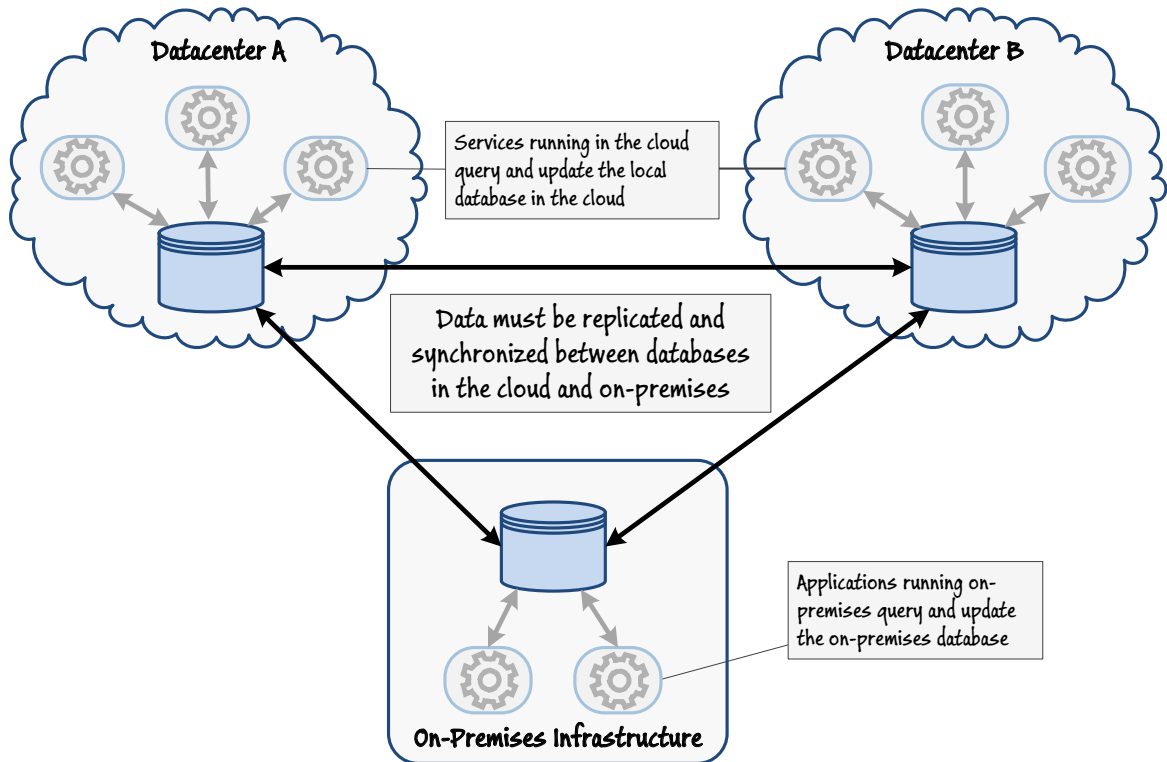 Datacenter A
Datacenter B
Services running in the cloud
query and update the local
database in the cloud
Data must be replicated and
synchronized between databases
in the cloud and on-premises
Applications running on-
premises query and update
the on-premises database
On-Premises Infrastructure